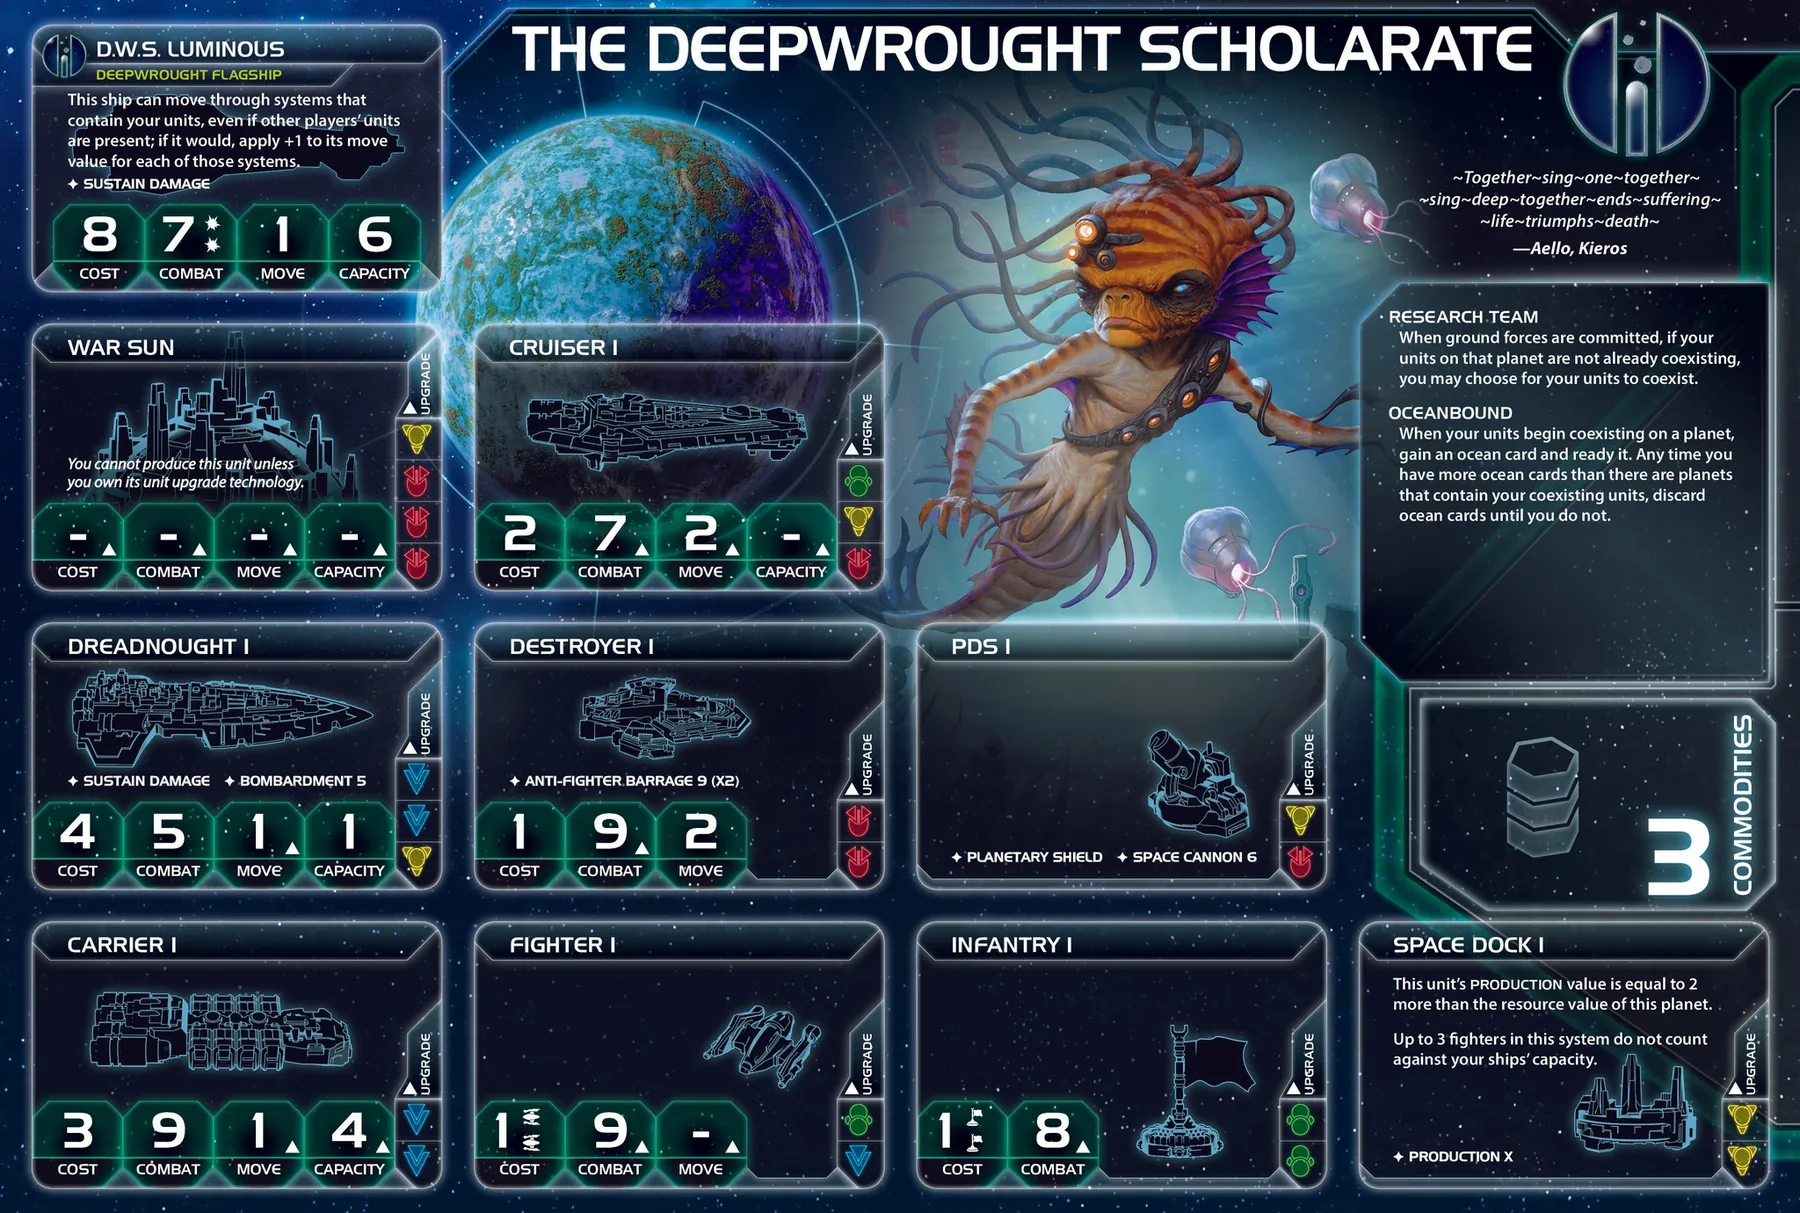 THE DEEPWROUGHT SCHOLARATE
D.W.S. LUMINOUS
DEEPWROUGHT FLAGSHIP
This ship can move through systems that
contain your units, even if other players' units
are present; if it would, apply +1 to its move
value for each of those systems.
SUSTAIN DAMAGE
8 7 1 6
COST COMBAT MOVE CAPACITY
~Together~sing~one~together~
~sing~deep~together~ends~suffering~
~life~triumphs~death~
—Aello, Kieros
RESEARCH TEAM
When ground forces are committed, if your
units on that planet are not already coexisting,
you may choose for your units to coexist.
OCEANBOUND
When your units begin coexisting on a planet,
gain an ocean card and ready it. Any time you
have more ocean cards than there are planets
that contain your coexisting units, discard
ocean cards until you do not.
WAR SUN
UPGRADE
You cannot produce this unit unless
you own its unit upgrade technology.
- - - -
COST COMBAT MOVE CAPACITY
CRUISER I
UPGRADE
2 7 2 -
COST COMBAT MOVE CAPACITY
DREADNOUGHT I
UPGRADE
SUSTAIN DAMAGE BOMBARDMENT 5
4 5 1 1
COST COMBAT MOVE CAPACITY
DESTROYER I
UPGRADE
ANTI-FIGHTER BARRAGE 9 (X2)
1 9 2
COST COMBAT MOVE
PDS I
UPGRADE
PLANETARY SHIELD SPACE CANNON 6
3
COMMODITIES
CARRIER I
UPGRADE
3 9 1 4
COST COMBAT MOVE CAPACITY
FIGHTER I
UPGRADE
1 9 -
COST COMBAT MOVE
INFANTRY I
UPGRADE
1 8
COST COMBAT
SPACE DOCK I
This unit's PRODUCTION value is equal to 2
more than the resource value of this planet.
Up to 3 fighters in this system do not count
against your ships' capacity.
UPGRADE
PRODUCTION X